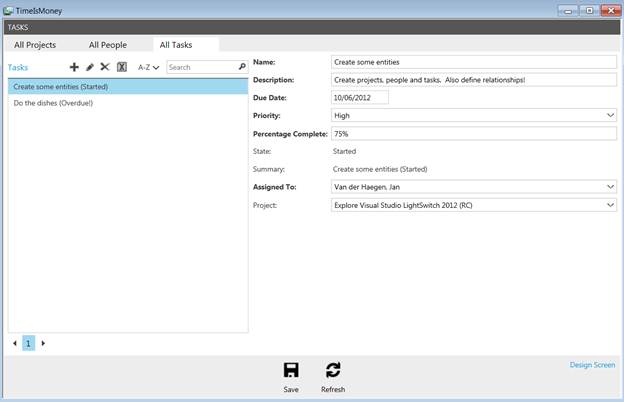 TimeIsMoney
TASKS
All Projects All People All Tasks
Tasks A-Z Search
Create some entities (Started)
Do the dishes (Overdue!)
Name: Create some entities
Description: Create projects, people and tasks. Also define relationships!
Due Date: 10/06/2012
Priority: High
Percentage Complete: 75%
State: Started
Summary: Create some entities (Started)
Assigned To: Van der Haegen, Jan
Project: Explore Visual Studio LightSwitch 2012 (RC)
1
Design Screen
Save Refresh